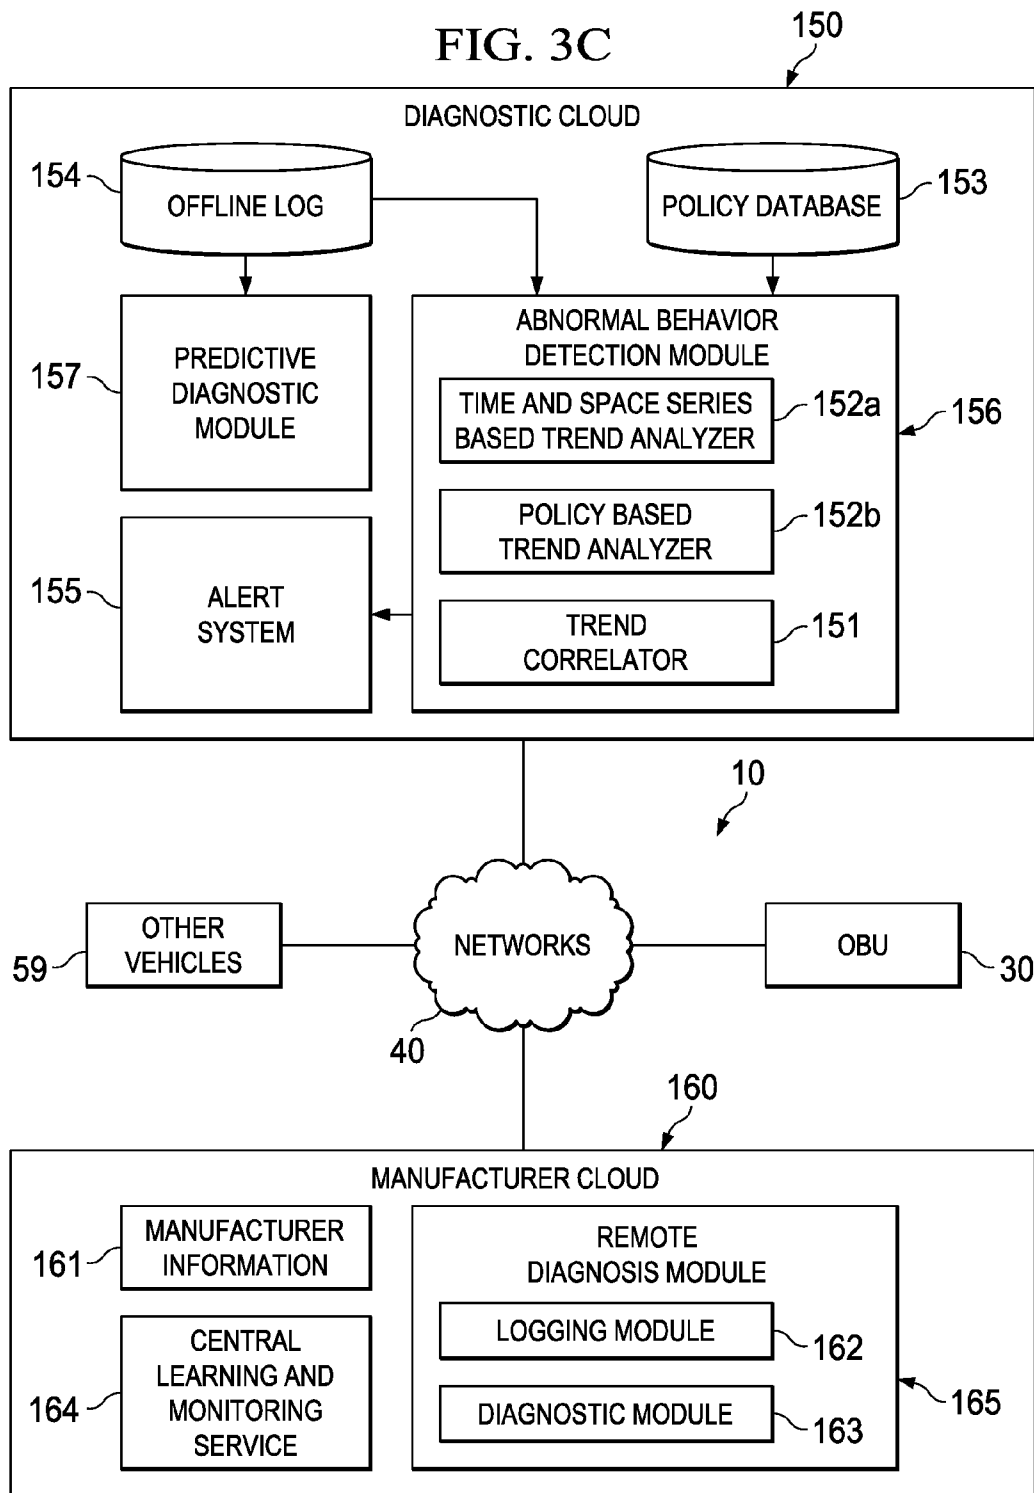 FIG. 3C
150
DIAGNOSTIC CLOUD
154
OFFLINE LOG
POLICY DATABASE
153
157
PREDICTIVE
DIAGNOSTIC
MODULE
ABNORMAL BEHAVIOR
DETECTION MODULE
TIME AND SPACE SERIES
BASED TREND ANALYZER
152a
156
POLICY BASED
TREND ANALYZER
152b
155
ALERT
SYSTEM
TREND
CORRELATOR
151
10
OTHER
VEHICLES
59
NETWORKS
40
OBU
30
160
MANUFACTURER CLOUD
161
MANUFACTURER
INFORMATION
REMOTE
DIAGNOSIS MODULE
LOGGING MODULE
162
164
CENTRAL
LEARNING AND
MONITORING
SERVICE
DIAGNOSTIC MODULE
163
165